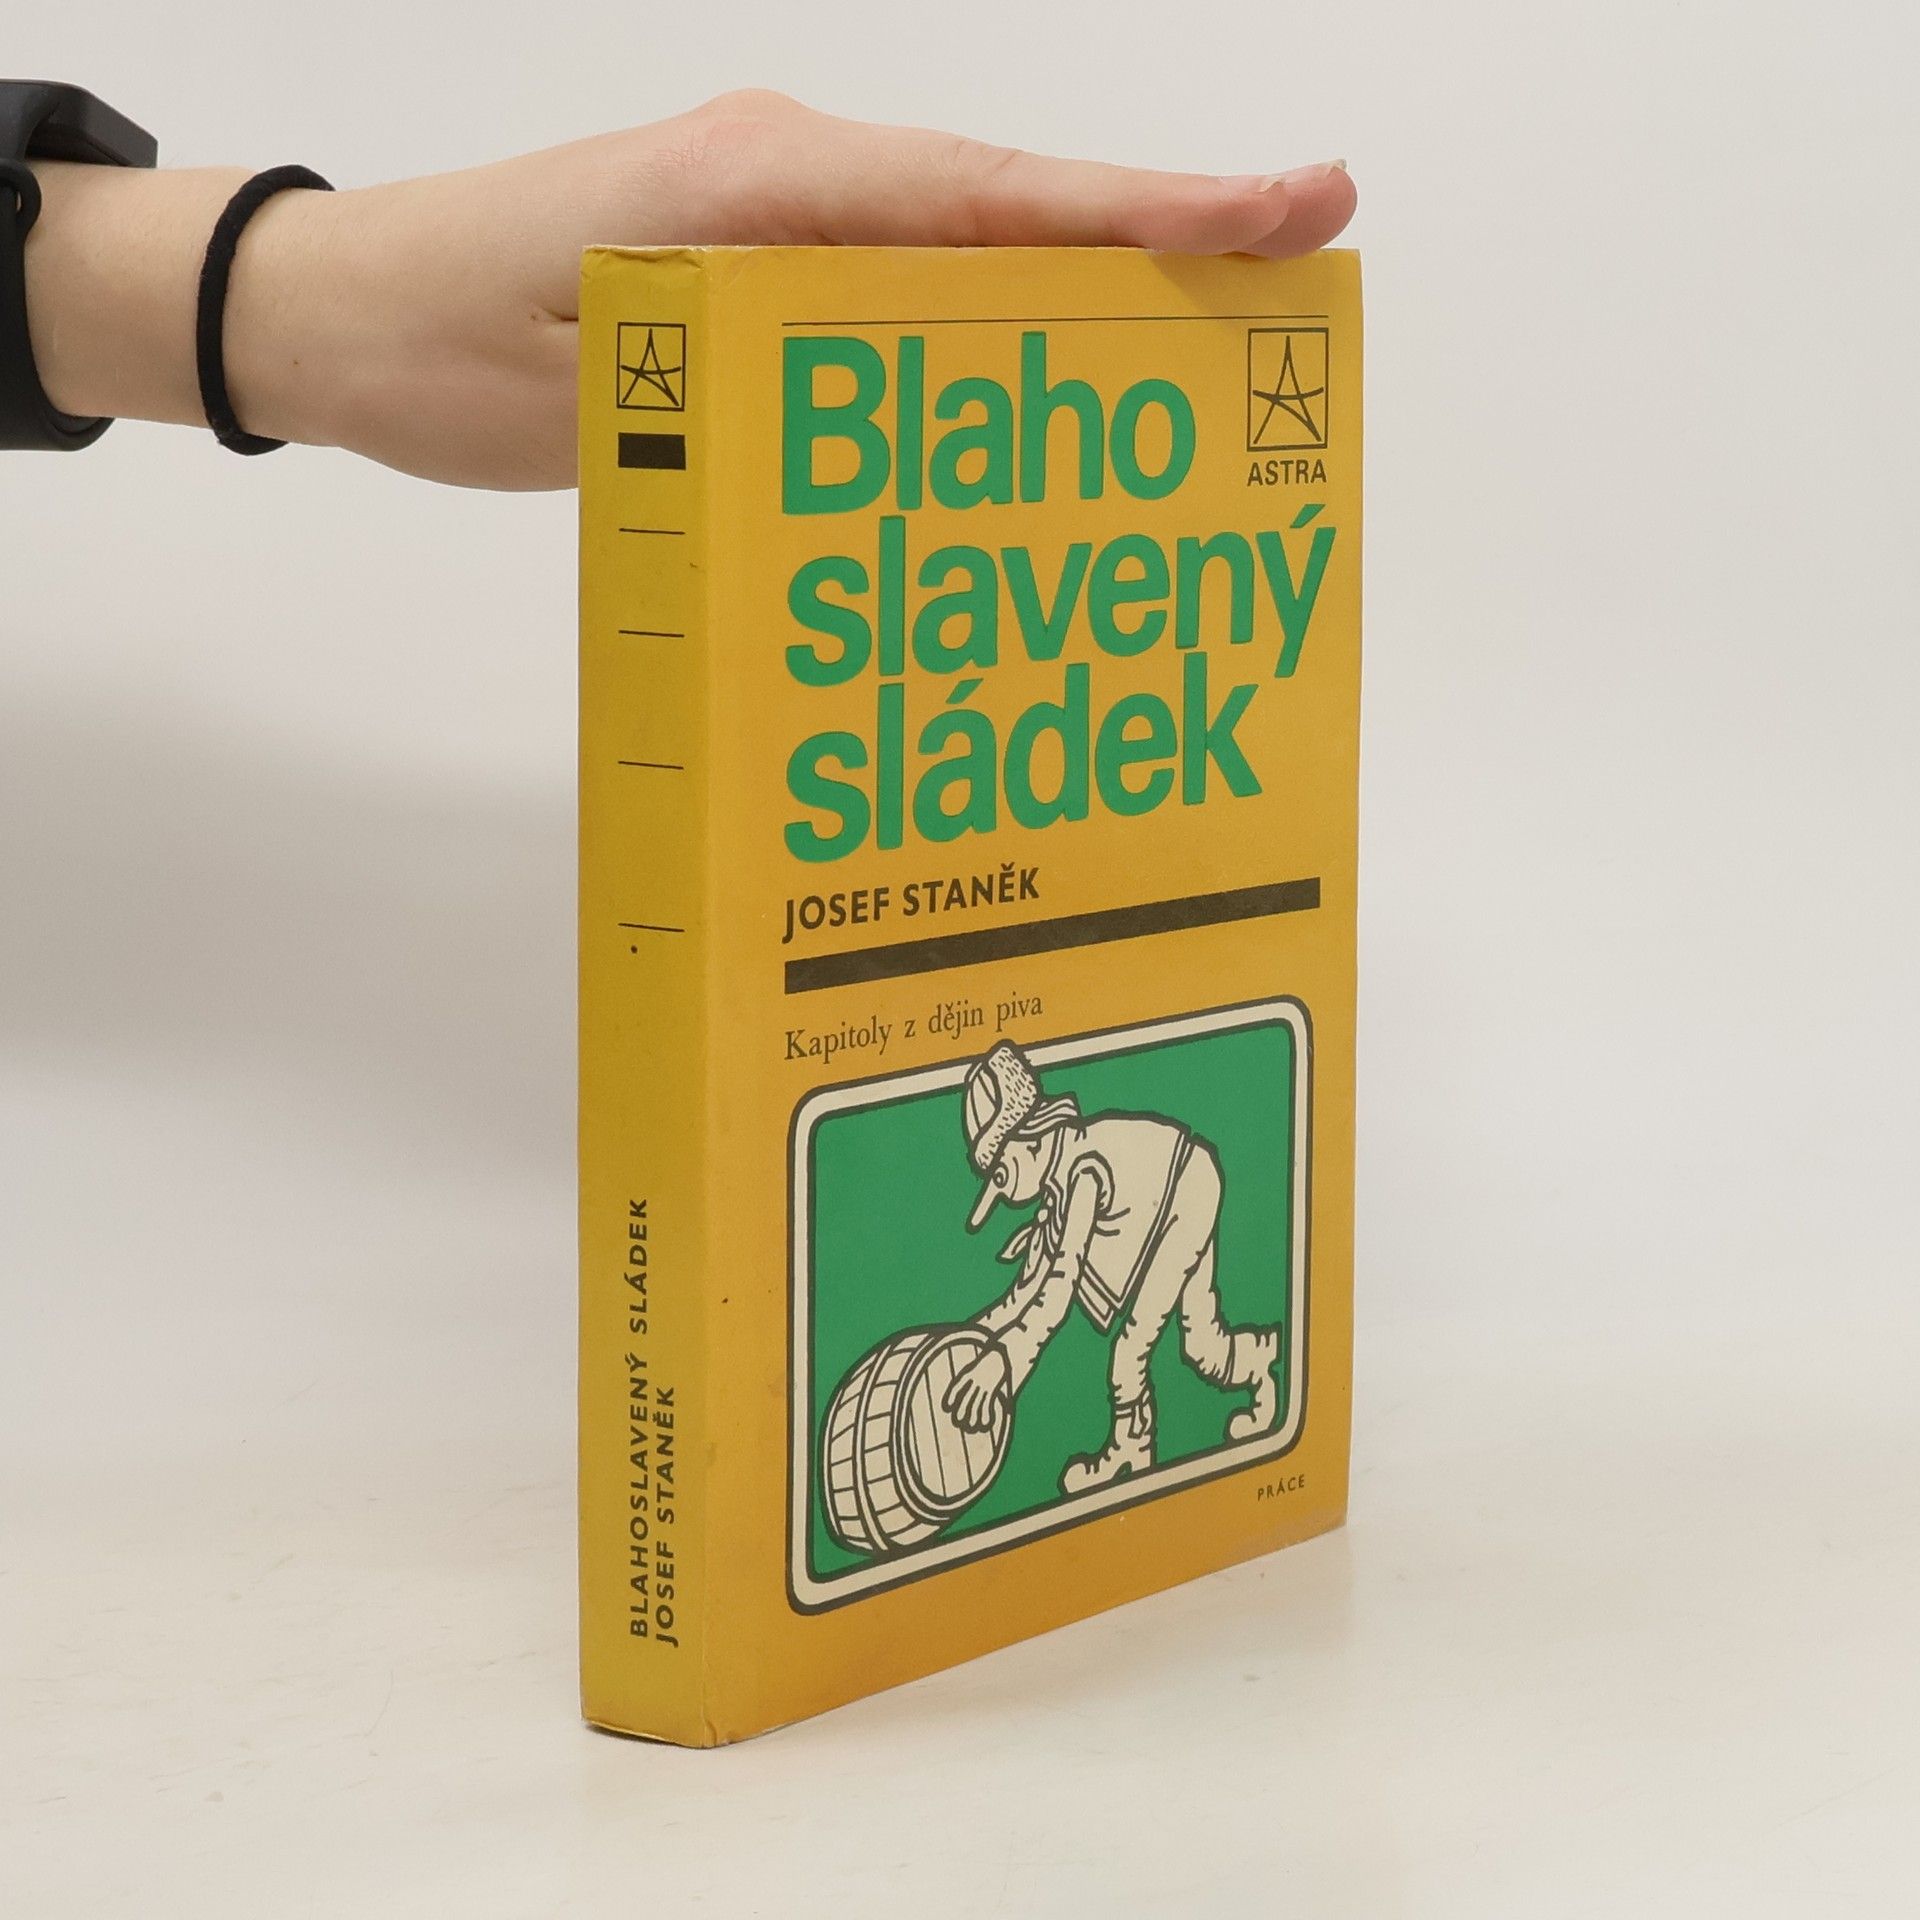 Blaho
slavený
sládek
ASTRA
JOSEF STANĚK
Kapitoly z dějin piva
PRÁCE
BLAHOSLAVENÝ SLÁDEK
JOSEF STANĚK